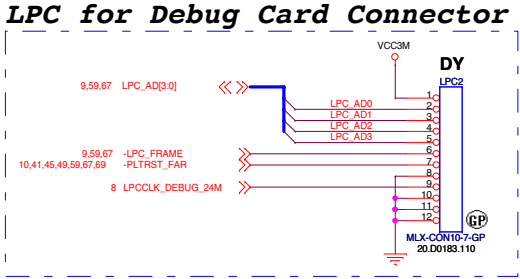 LPC for Debug Card Connector
VCC3M
DY
LPC2
9,59,67 LPC_AD[3:0]
1
LPC_AD0 2
LPC_AD1 3
LPC_AD2 4
LPC_AD3 5
9,59,67 -LPC_FRAME 6
10,41,45,49,59,67,69 -PLTRST_FAR 7
8
8 LPCCLK_DEBUG_24M 9
10
11
12
GP
MLX-CON10-7-GP
20.D0183.110